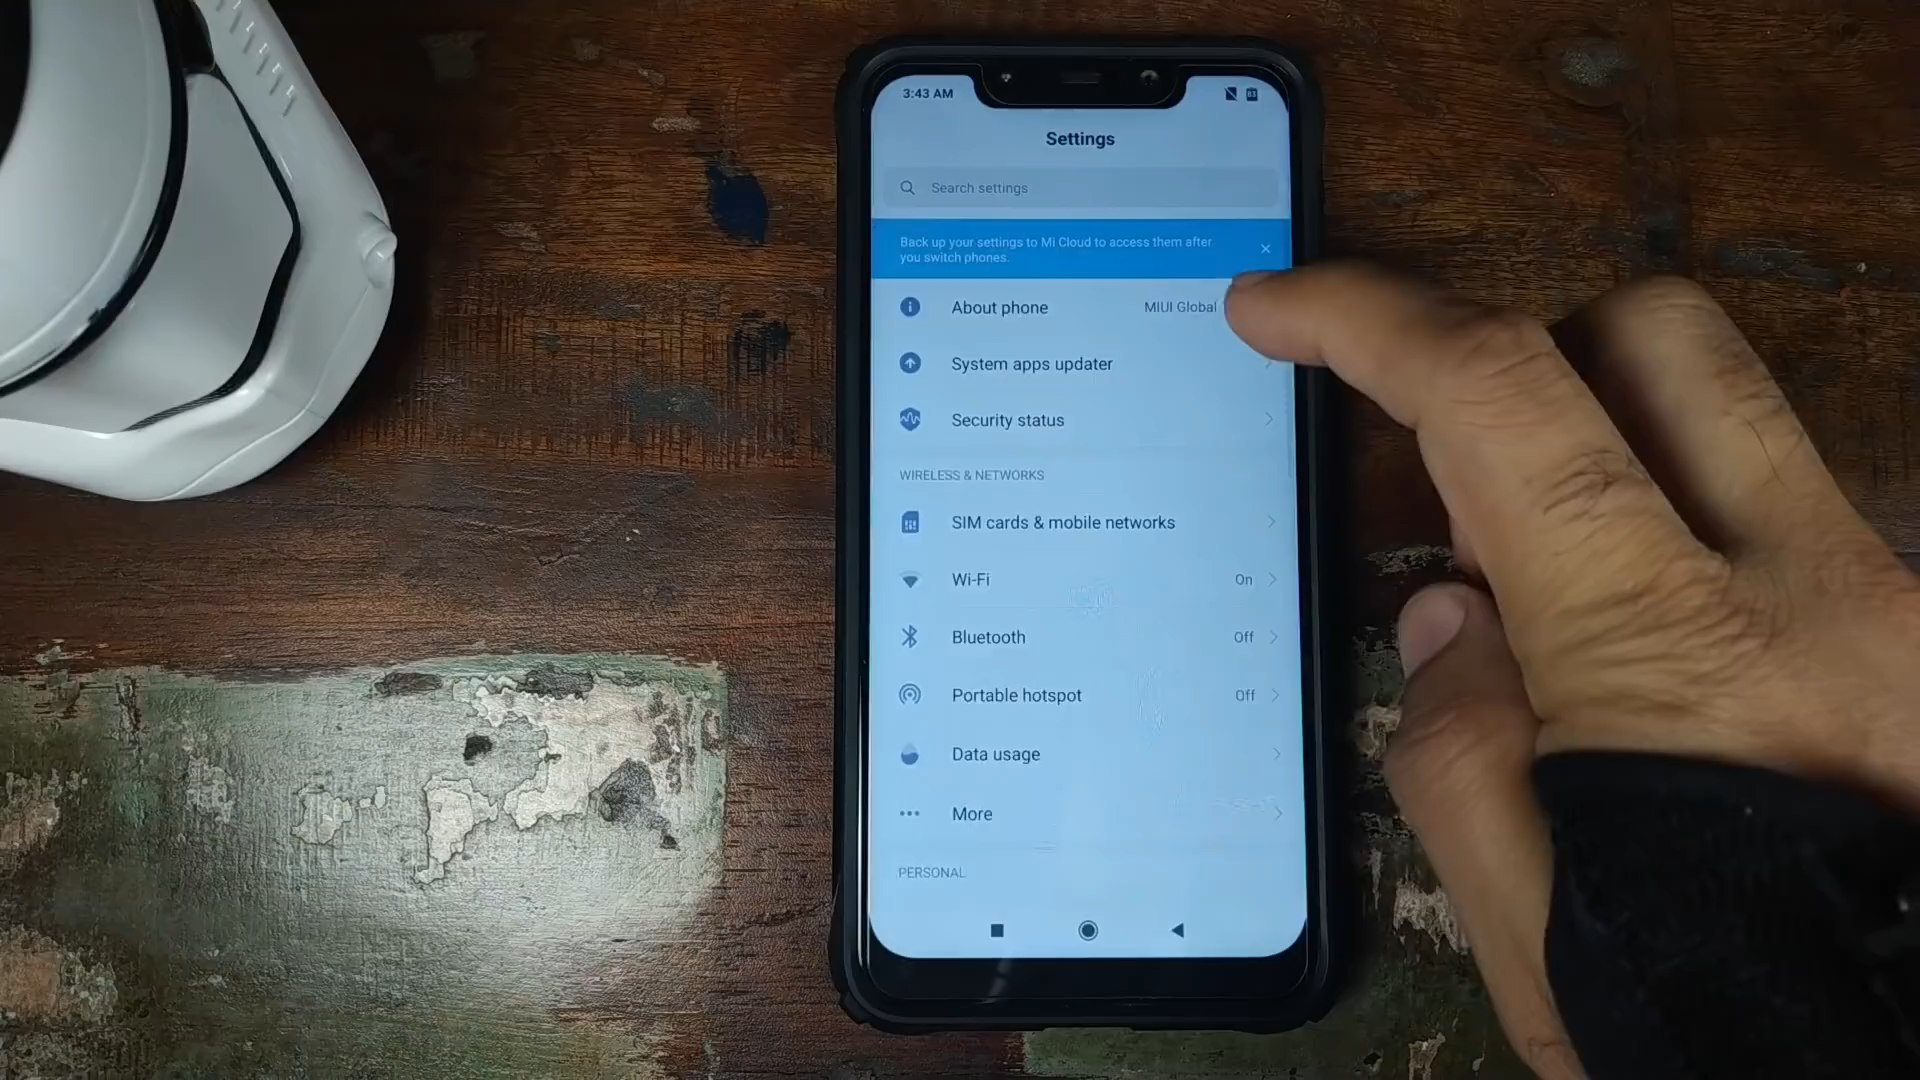 3:43 AM
Settings
Search settings
Back up your settings to Mi Cloud to access them after
you switch phones.
About phone MIUI Global
System apps updater
Security status
WIRELESS & NETWORKS
SIM cards & mobile networks
Wi-Fi On
Bluetooth Off
Portable hotspot Off
Data usage
More
PERSONAL